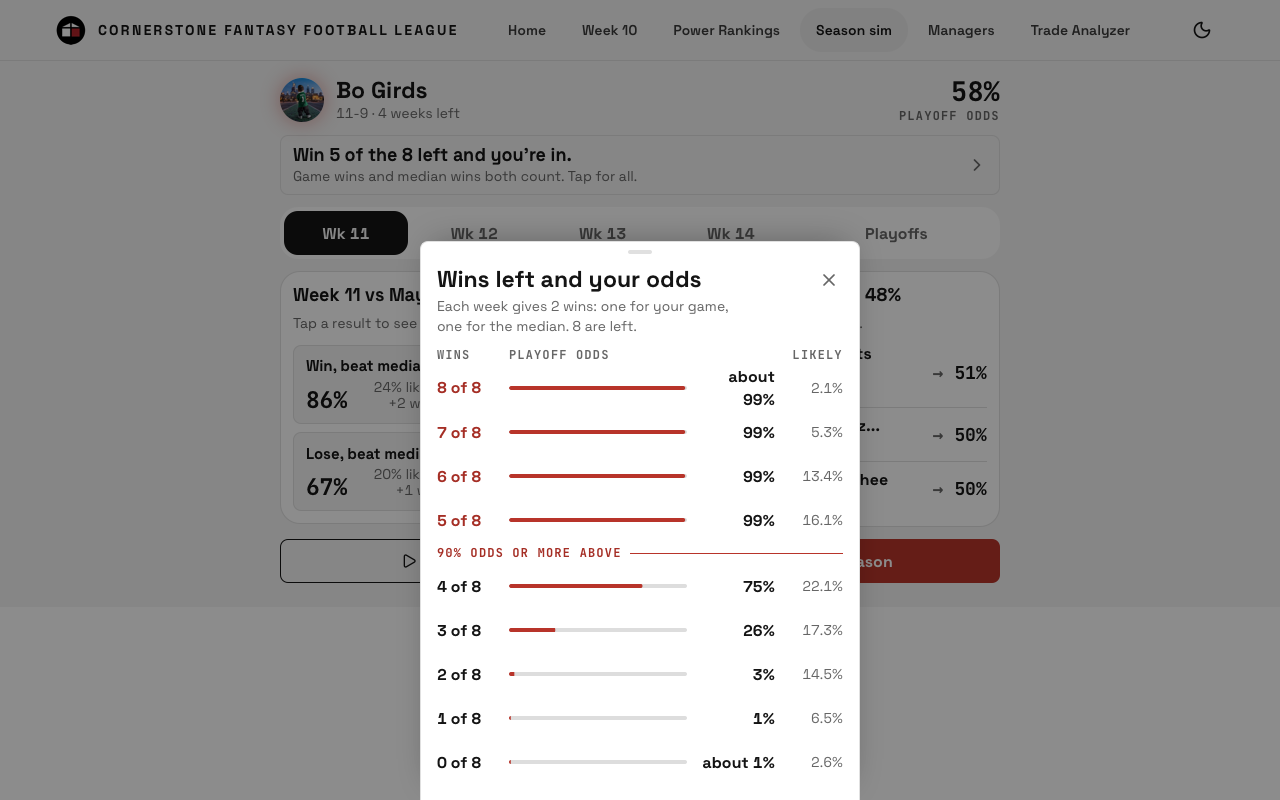 CORNERSTONE FANTASY FOOTBALL LEAGUE
Home
Week 10
Power Rankings
Season sim
Managers
Trade Analyzer
Bo Girds
11-9 · 4 weeks left
58%
PLAYOFF ODDS
Win 5 of the 8 left and you're in.
Game wins and median wins both count. Tap for all.
Wk 11
Wk 12
Wk 13
Wk 14
Playoffs
Week 11 vs May
48%
Tap a result to see
Win, beat media
86%
24% lik
+2 w
Lose, beat medi
67%
20% lik
+1 w
ts
→ 51%
z...
→ 50%
hee
→ 50%
ason
Wins left and your odds
Each week gives 2 wins: one for your game,
one for the median. 8 are left.
WINS PLAYOFF ODDS LIKELY
8 of 8 about 99% 2.1%
7 of 8 99% 5.3%
6 of 8 99% 13.4%
5 of 8 99% 16.1%
90% ODDS OR MORE ABOVE
4 of 8 75% 22.1%
3 of 8 26% 17.3%
2 of 8 3% 14.5%
1 of 8 1% 6.5%
0 of 8 about 1% 2.6%